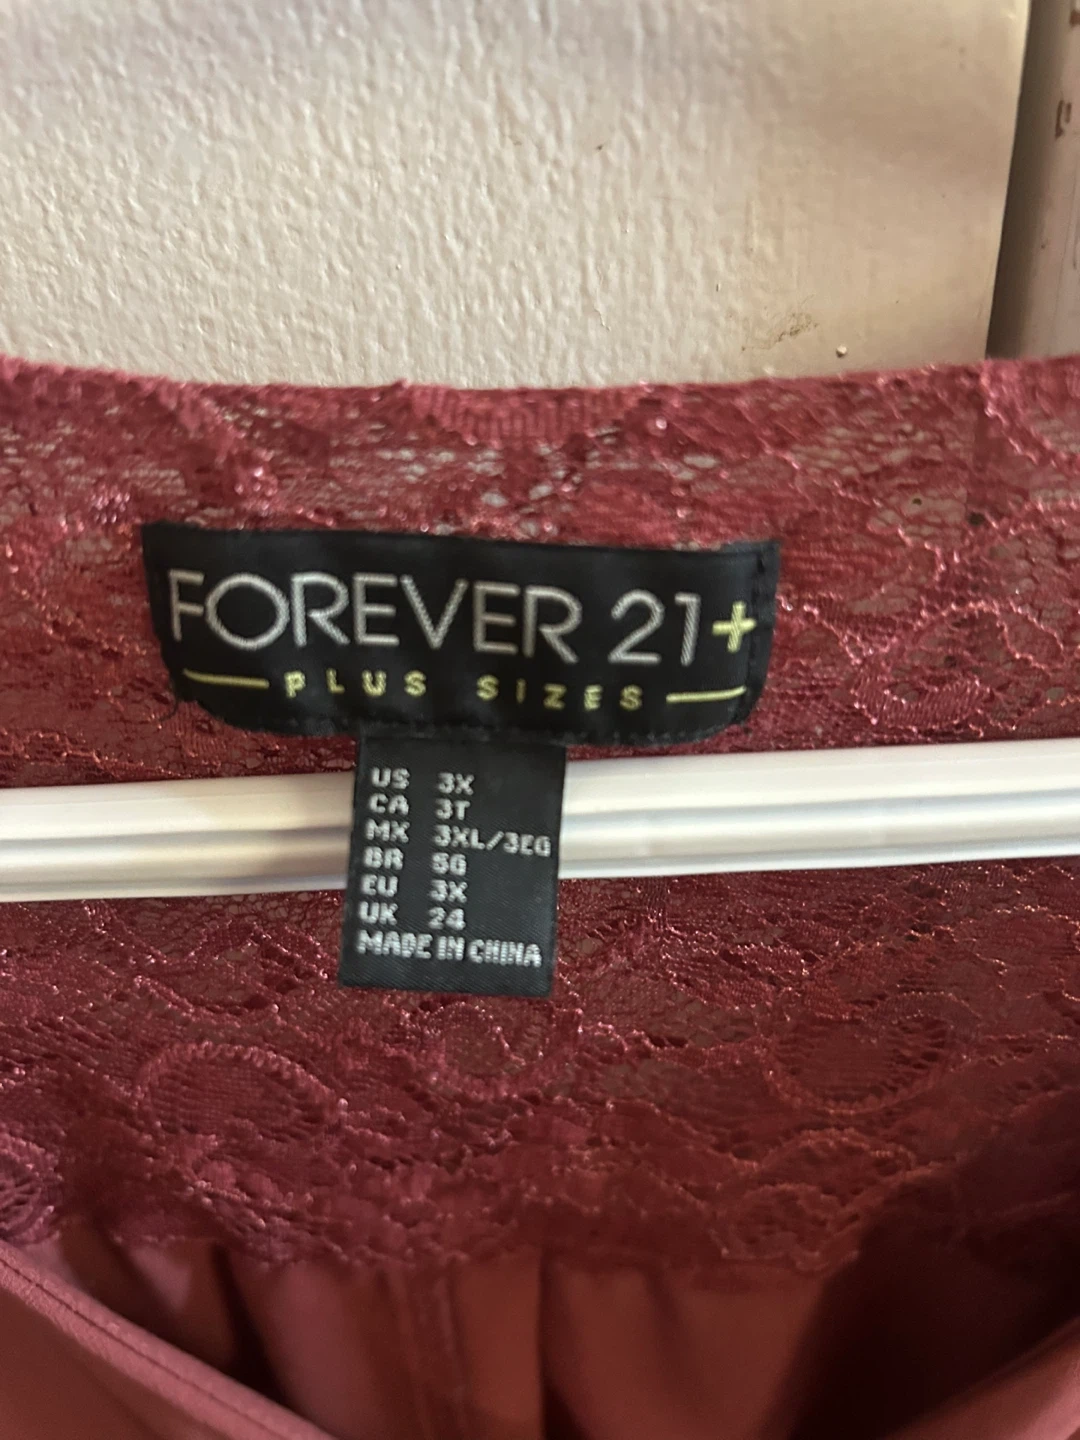 FOREVER 21+
PLUS SIZES
US 3X
CA 3T
MX 3XL/3EG
BR 5G
EU 3X
UK 24
MADE IN CHINA